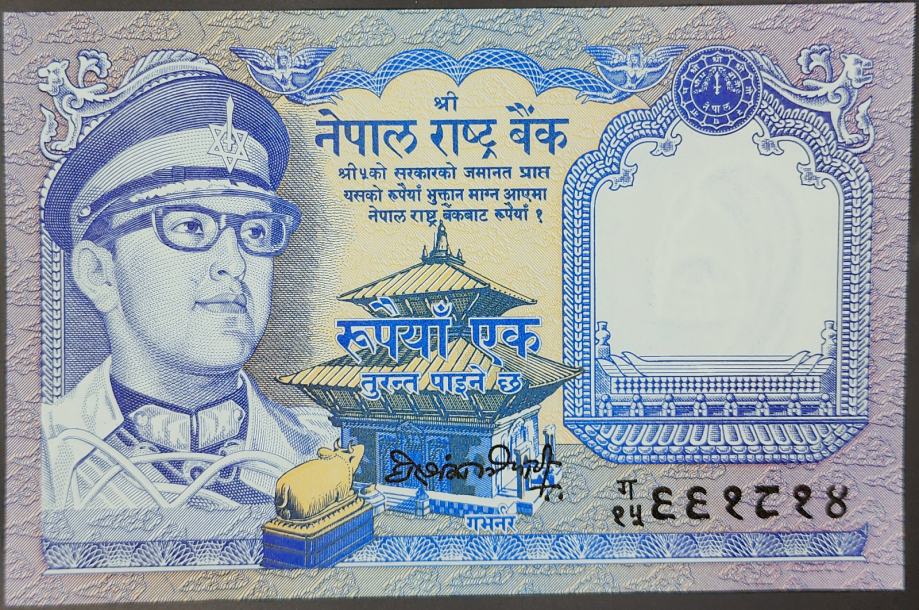 श्री
नेपाल राष्ट्र बैंक
श्री ५ को सरकारको जमानत प्राप्त
यसको रुपैयाँ भुक्तान माग्न आएमा
नेपाल राष्ट्र बैंकबाट रुपैयाँ १
रुपैयाँ एक
तुरन्त पाइने छ
गभर्नर
ग
१५ ६६१८१४